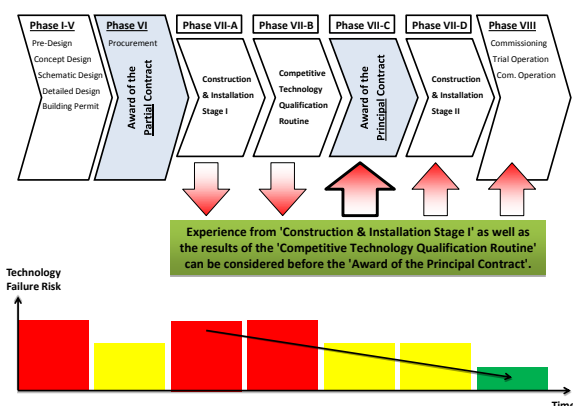 Phase I-V
Pre-Design
Concept Design
Schematic Design
Detailed Design
Building Permit
Phase VI
Procurement
Award of the
Partial Contract
Phase VII-A
Construction
& Installation
Stage I
Phase VII-B
Competitive
Technology
Qualification
Routine
Phase VII-C
Award of the
Principal Contract
Phase VII-D
Construction
& Installation
Stage II
Phase VIII
Commissioning
Trial Operation
Com. Operation
Experience from 'Construction & Installation Stage I' as well as
the results of the 'Competitive Technology Qualification Routine'
can be considered before the 'Award of the Principal Contract'.
Technology
Failure Risk
Time